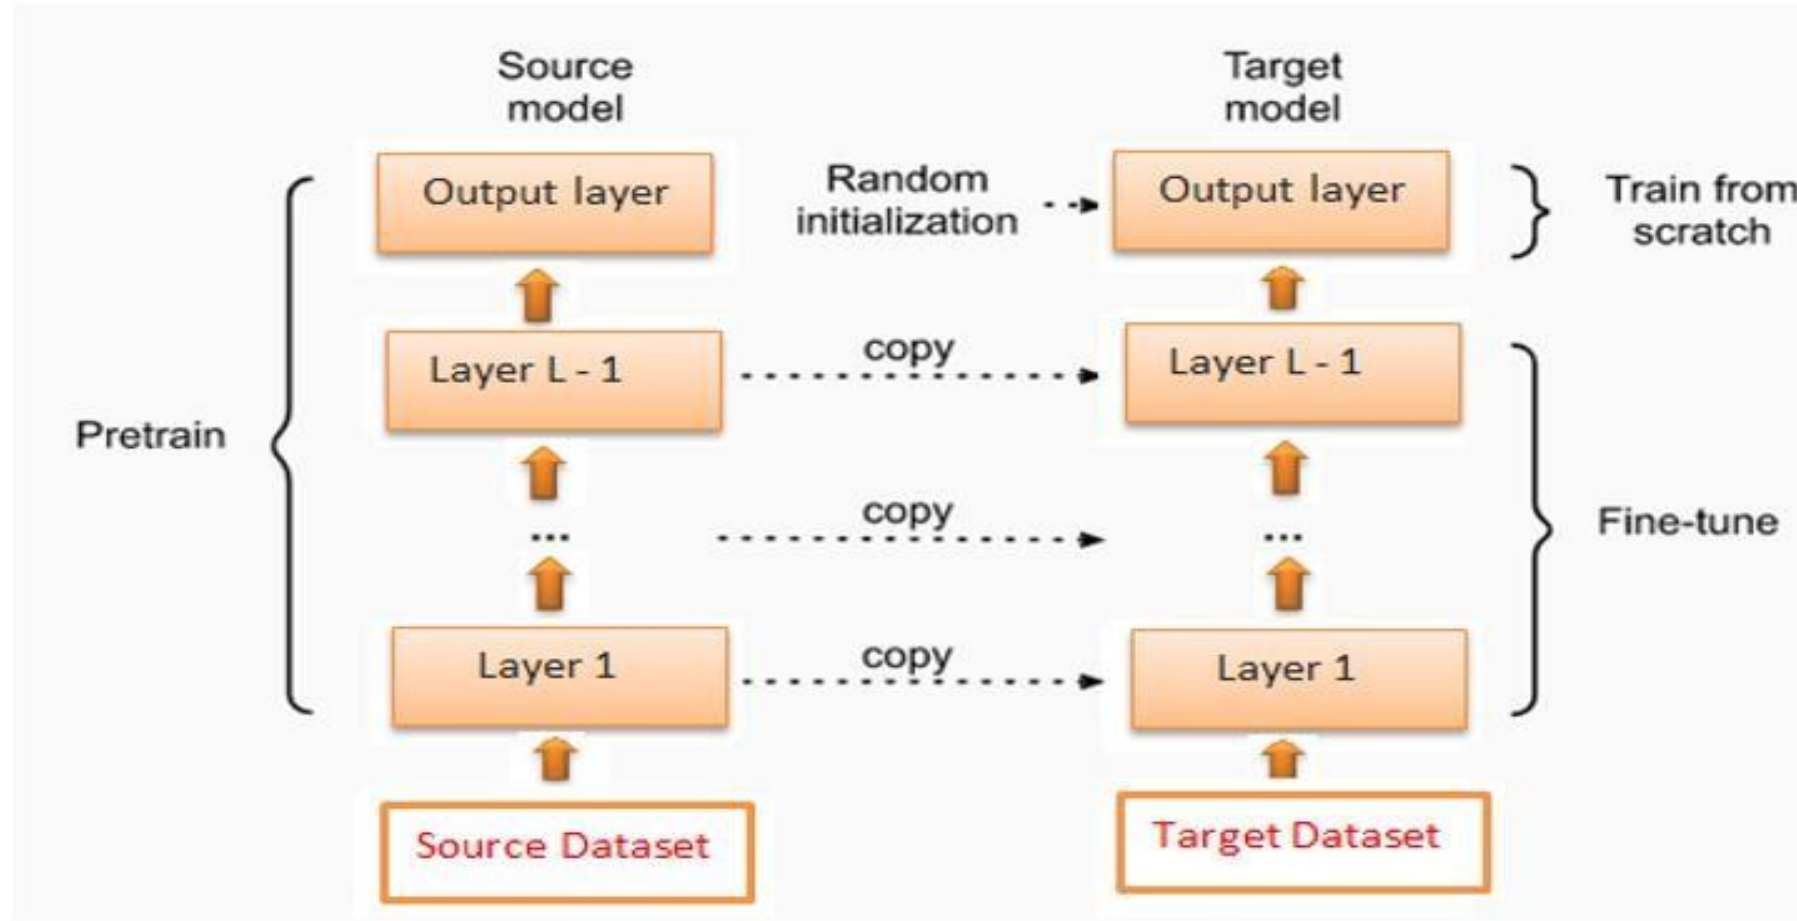 Source
model
Target
model
Output layer
Random
initialization
Output layer
Train from
scratch
Layer L - 1
copy
Layer L - 1
Pretrain
...
copy
...
Fine-tune
Layer 1
copy
Layer 1
Source Dataset
Target Dataset